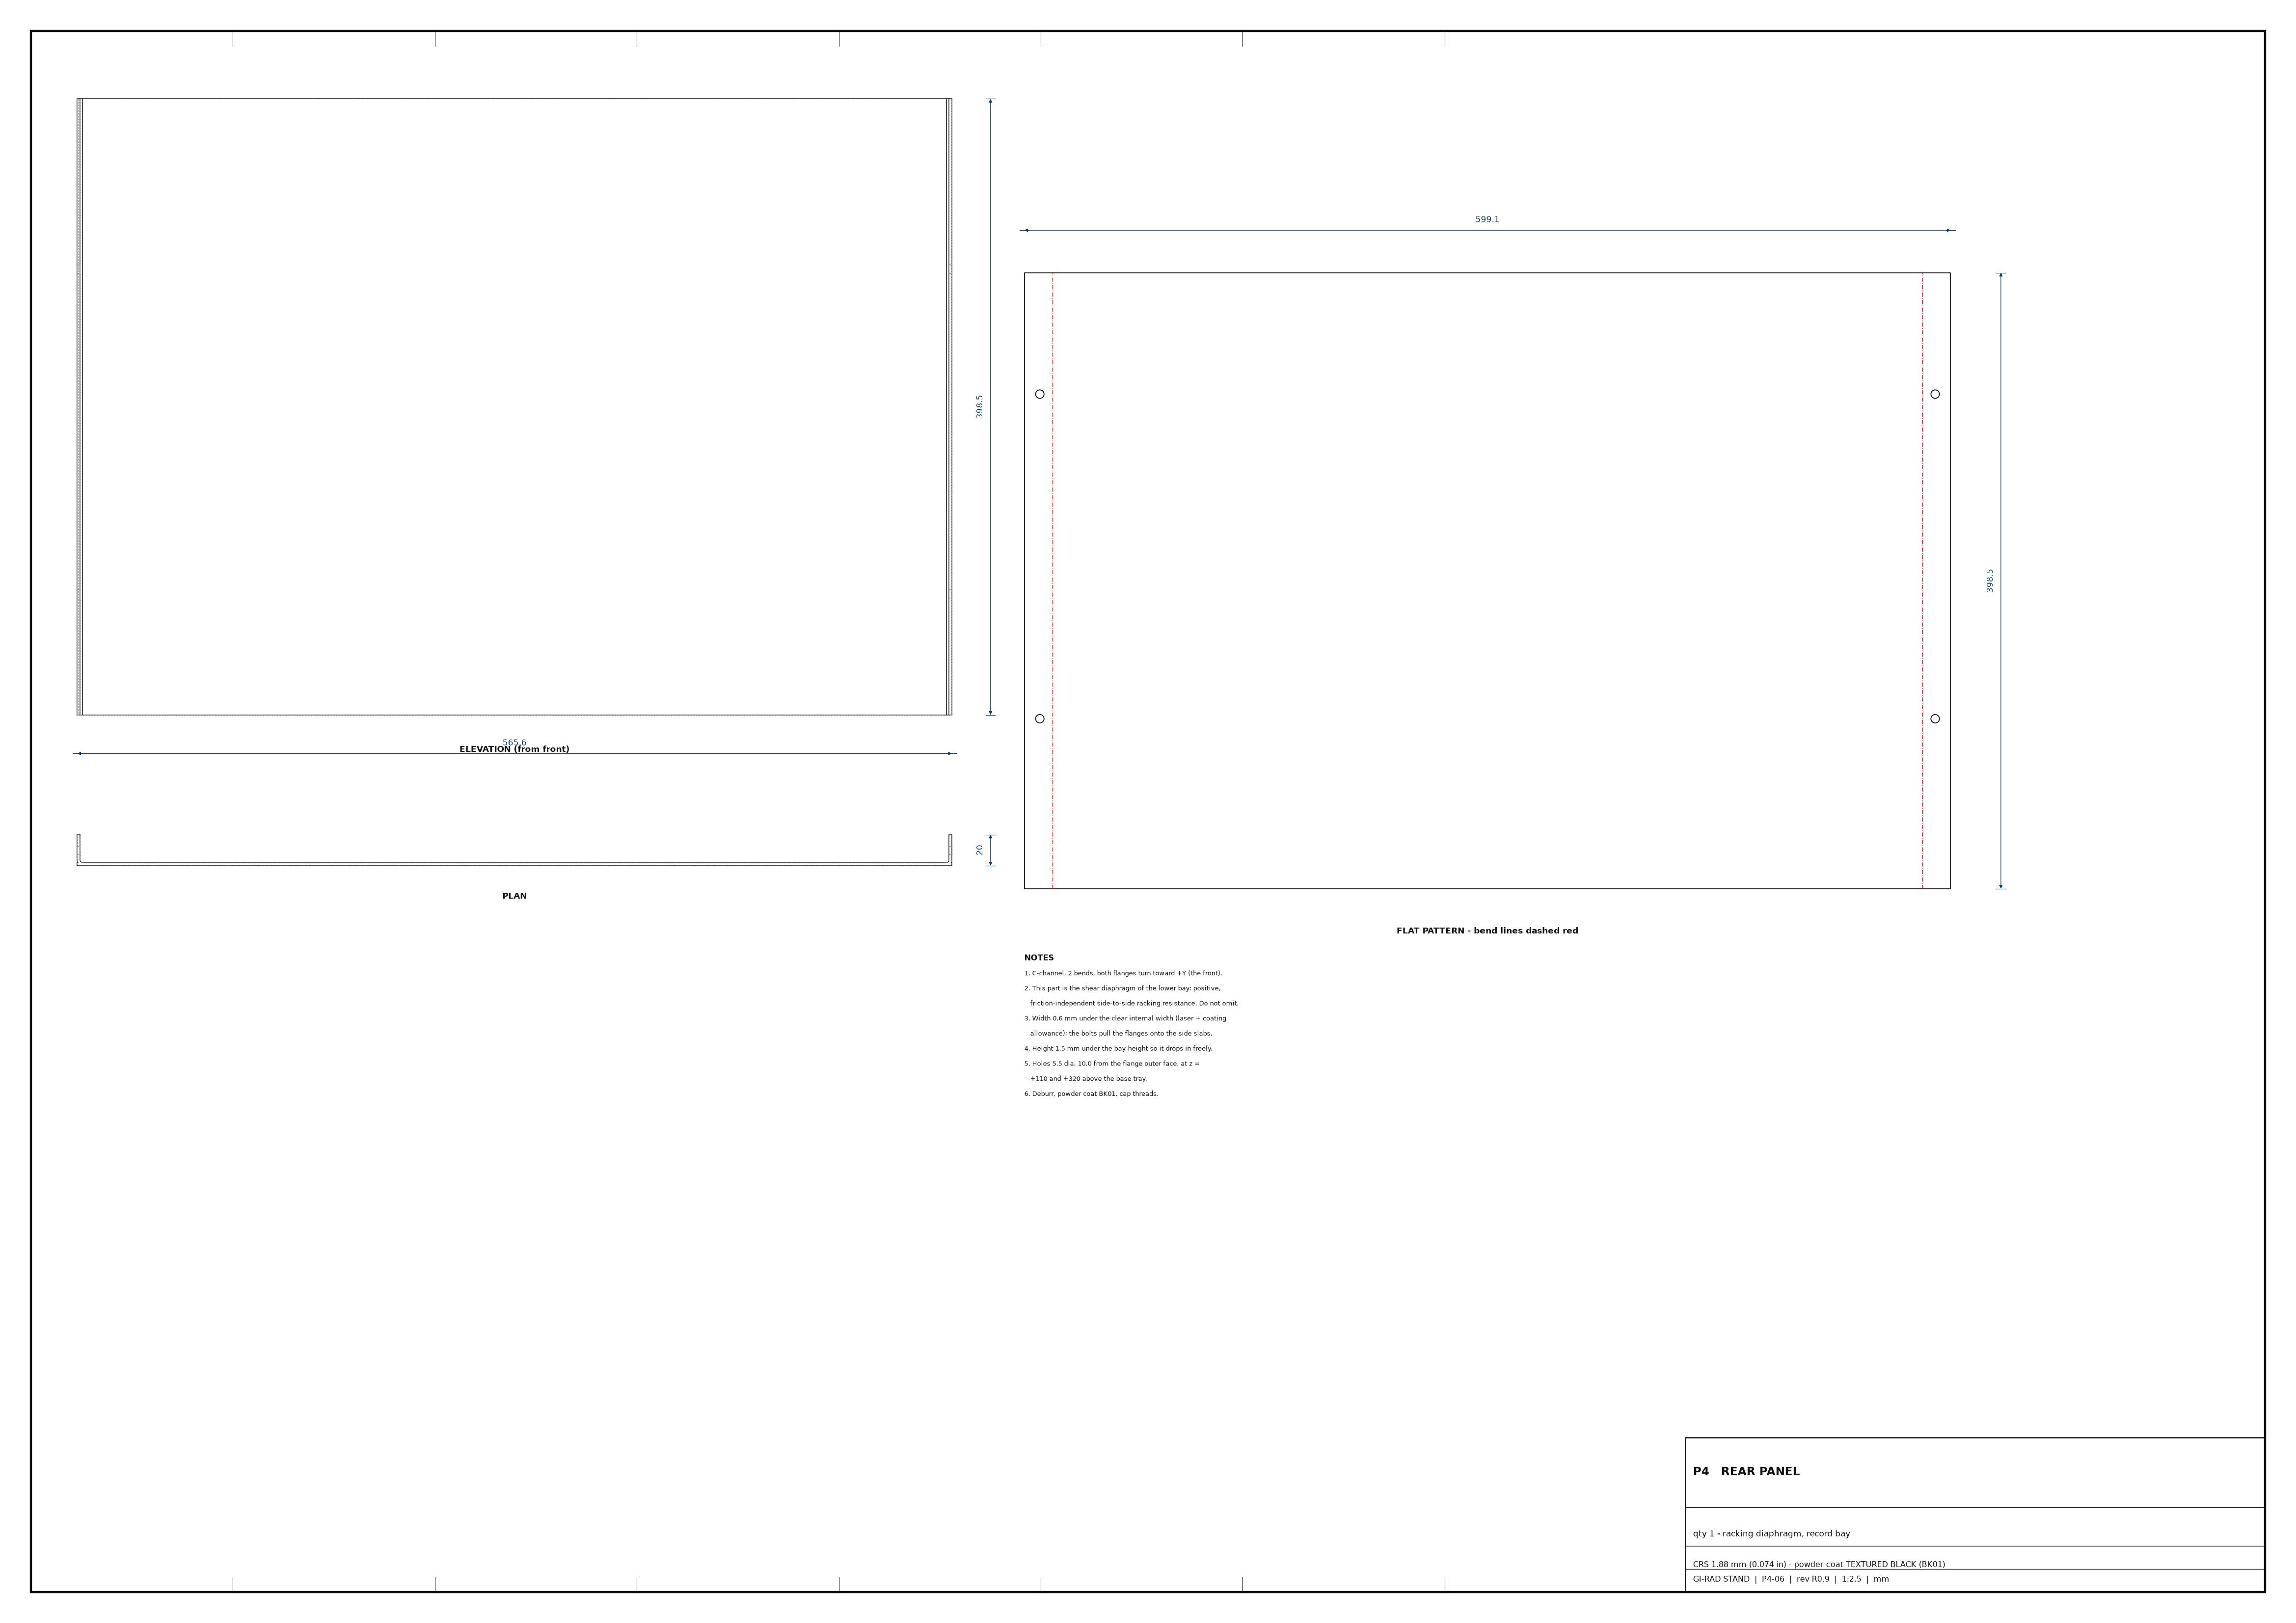 398.5
565.6
ELEVATION (from front)
20
PLAN
599.1
398.5
FLAT PATTERN - bend lines dashed red
NOTES
1. C-channel, 2 bends, both flanges turn toward +Y (the front).
2. This part is the shear diaphragm of the lower bay: positive,
friction-independent side-to-side racking resistance. Do not omit.
3. Width 0.6 mm under the clear internal width (laser + coating
allowance); the bolts pull the flanges onto the side slabs.
4. Height 1.5 mm under the bay height so it drops in freely.
5. Holes 5.5 dia, 10.0 from the flange outer face, at z =
+110 and +320 above the base tray.
6. Deburr, powder coat BK01, cap threads.
P4 REAR PANEL
qty 1 - racking diaphragm, record bay
CRS 1.88 mm (0.074 in) - powder coat TEXTURED BLACK (BK01)
GI-RAD STAND | P4-06 | rev R0.9 | 1:2.5 | mm